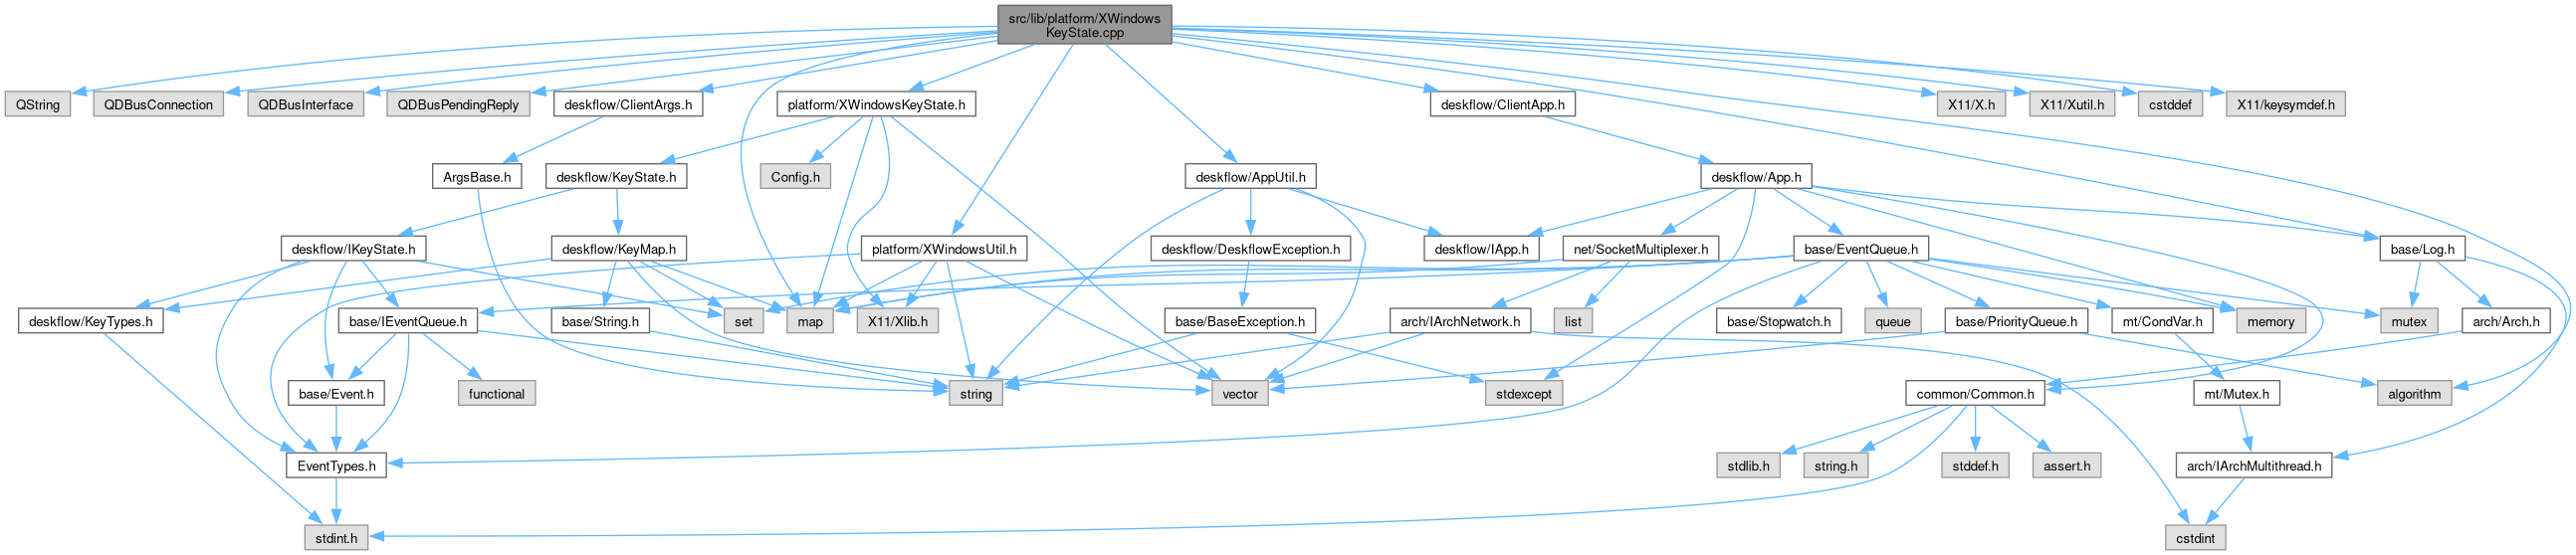 src/lib/platform/XWindows
KeyState.cpp
QString
QDBusConnection
QDBusInterface
QDBusPendingReply
deskflow/ClientArgs.h
platform/XWindowsKeyState.h
deskflow/ClientApp.h
X11/X.h
X11/Xutil.h
cstddef
X11/keysymdef.h
ArgsBase.h
deskflow/KeyState.h
Config.h
deskflow/AppUtil.h
deskflow/App.h
deskflow/IKeyState.h
deskflow/KeyMap.h
platform/XWindowsUtil.h
deskflow/DeskflowException.h
deskflow/IApp.h
net/SocketMultiplexer.h
base/EventQueue.h
base/Log.h
deskflow/KeyTypes.h
base/IEventQueue.h
base/String.h
set
map
X11/Xlib.h
base/BaseException.h
arch/IArchNetwork.h
list
base/Stopwatch.h
queue
base/PriorityQueue.h
mt/CondVar.h
memory
mutex
arch/Arch.h
base/Event.h
functional
string
vector
stdexcept
common/Common.h
mt/Mutex.h
algorithm
EventTypes.h
stdlib.h
string.h
stddef.h
assert.h
arch/IArchMultithread.h
stdint.h
cstdint